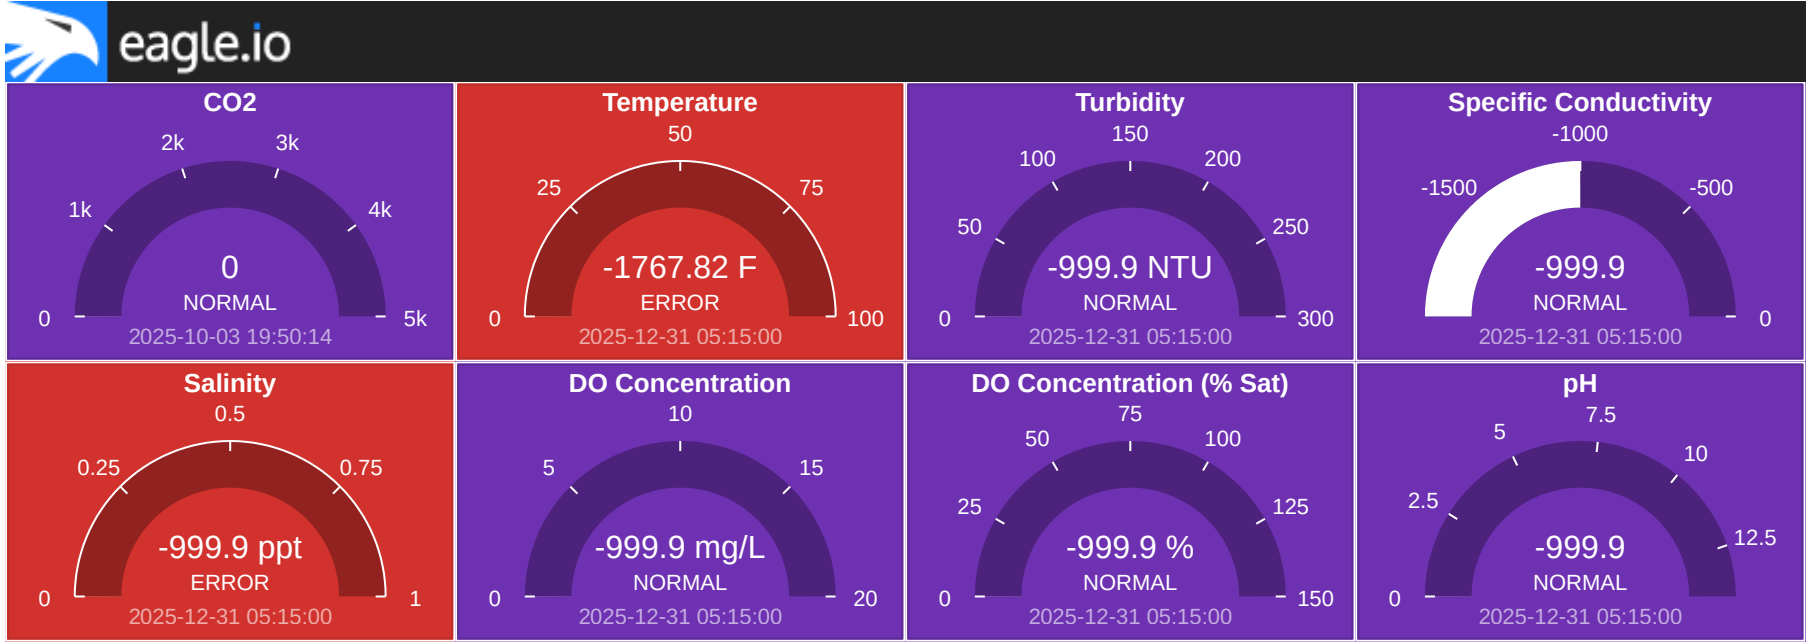 eagle.io
CO2
2k
3k
1k
4k
0
NORMAL
0
5k
2025-10-03 19:50:14
Temperature
50
25
75
-1767.82 F
ERROR
0
100
2025-12-31 05:15:00
Turbidity
150
100
200
50
250
-999.9 NTU
NORMAL
0
300
2025-12-31 05:15:00
Specific Conductivity
-1000
-1500
-500
-999.9
NORMAL
0
2025-12-31 05:15:00
Salinity
0.5
0.25
0.75
-999.9 ppt
ERROR
0
1
2025-12-31 05:15:00
DO Concentration
10
5
15
-999.9 mg/L
NORMAL
0
20
2025-12-31 05:15:00
DO Concentration (% Sat)
75
50
100
25
125
-999.9 %
NORMAL
0
150
2025-12-31 05:15:00
pH
7.5
5
10
2.5
12.5
-999.9
NORMAL
0
2025-12-31 05:15:00